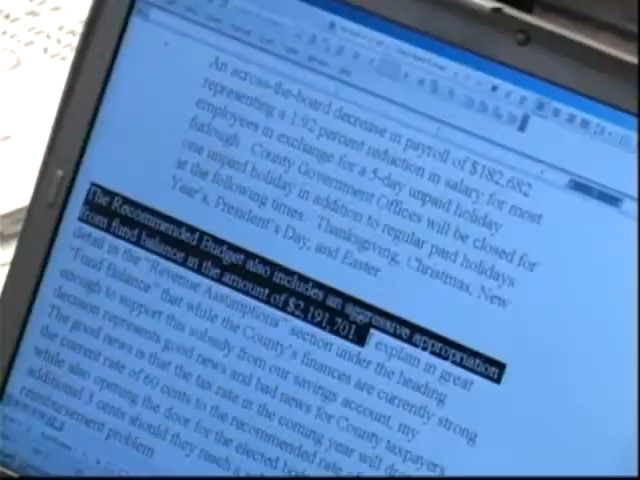 An across-the-board decrease in payroll of $182,682
representing a 1.92 percent reduction in salary for most
employees in exchange for a 5-day unpaid holiday
furlough. County Government Offices will be closed for
one unpaid holiday in addition to regular paid holidays
at the following times: Thanksgiving, Christmas, New
Year's, President's Day, and Easter.
The Recommended Budget also includes an aggressive appropriation
from fund balance in the amount of $2,191,701 explain in great
detail in the "Revenue Assumptions" section under the heading
"Fund Balance" that while the County's finances are currently strong
enough to support this subsidy from our savings account, my
decision represents good news and bad news for County taxpayers.
The good news is that the tax rate in the coming year will
the current rate of 60 cents to the recommended rate of
while also opening the door for the elected
additional 3 cents should they reach a
reimbursement problem